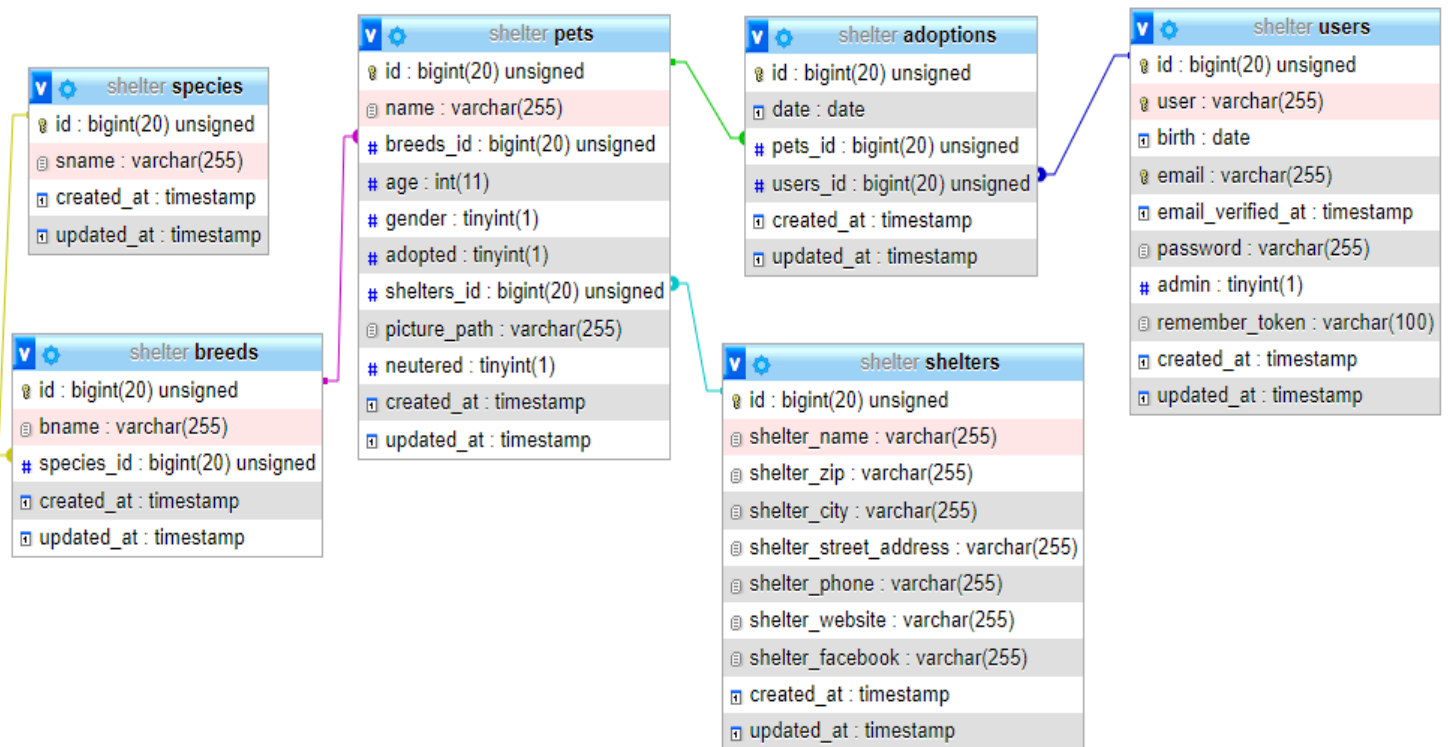 shelter species
id : bigint(20) unsigned
sname : varchar(255)
created_at : timestamp
updated_at : timestamp
shelter breeds
id : bigint(20) unsigned
bname : varchar(255)
species_id : bigint(20) unsigned
created_at : timestamp
updated_at : timestamp
shelter pets
id : bigint(20) unsigned
name : varchar(255)
breeds_id : bigint(20) unsigned
age : int(11)
gender : tinyint(1)
adopted : tinyint(1)
shelters_id : bigint(20) unsigned
picture_path : varchar(255)
neutered : tinyint(1)
created_at : timestamp
updated_at : timestamp
shelter adoptions
id : bigint(20) unsigned
date : date
pets_id : bigint(20) unsigned
users_id : bigint(20) unsigned
created_at : timestamp
updated_at : timestamp
shelter shelters
id : bigint(20) unsigned
shelter_name : varchar(255)
shelter_zip : varchar(255)
shelter_city : varchar(255)
shelter_street_address : varchar(255)
shelter_phone : varchar(255)
shelter_website : varchar(255)
shelter_facebook : varchar(255)
created_at : timestamp
updated_at : timestamp
shelter users
id : bigint(20) unsigned
user : varchar(255)
birth : date
email : varchar(255)
email_verified_at : timestamp
password : varchar(255)
admin : tinyint(1)
remember_token : varchar(100)
created_at : timestamp
updated_at : timestamp